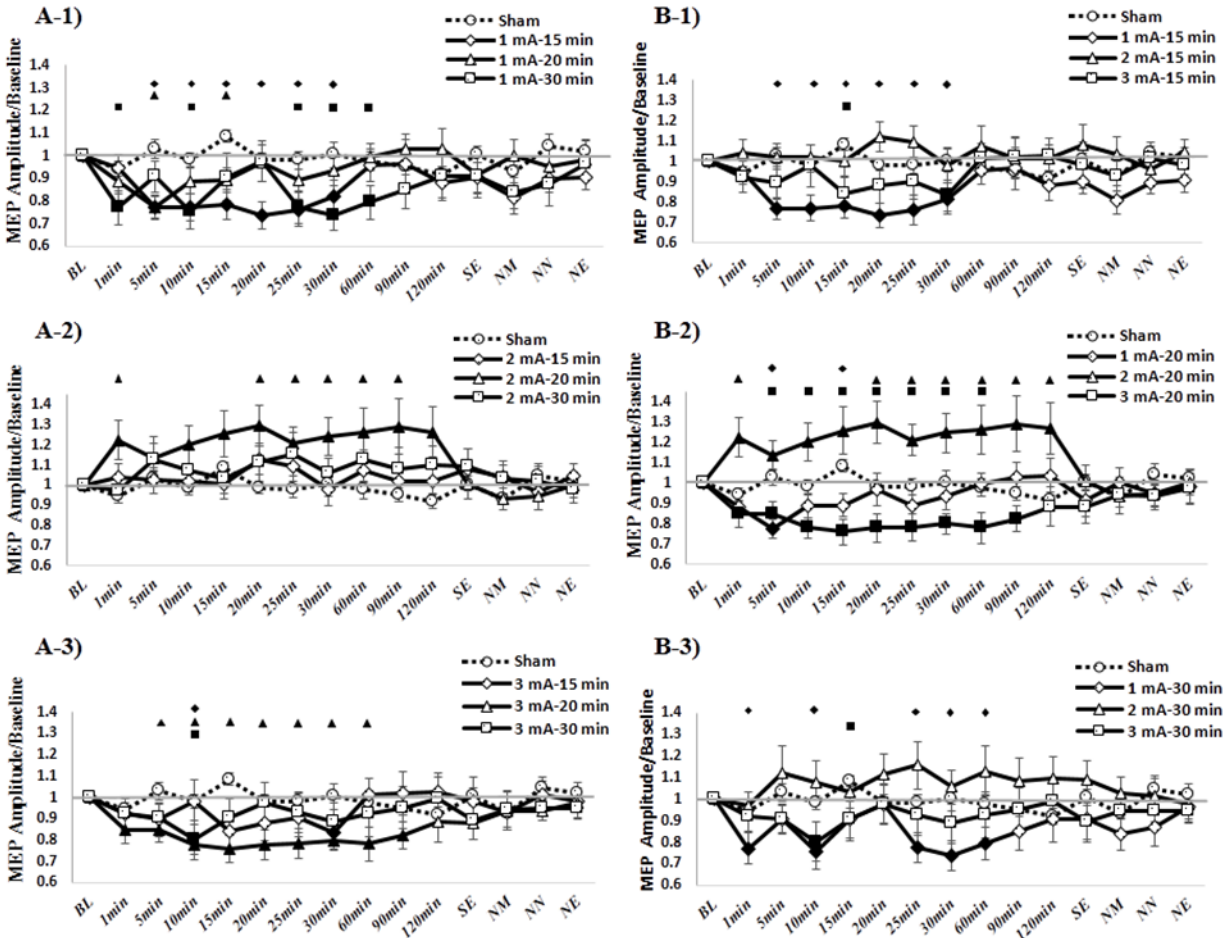 A-1)
Sham
1 mA-15 min
1 mA-20 min
1 mA-30 min
MEP Amplitude/Baseline
1.4
1.3
1.2
1.1
1
0.9
0.8
0.7
0.6
BL 1min 5min 10min 15min 20min 25min 30min 60min 90min 120min SE NM NN NE
B-1)
Sham
1 mA-15 min
2 mA-15 min
3 mA-15 min
MEP Amplitude/Baseline
1.4
1.3
1.2
1.1
1
0.9
0.8
0.7
0.6
BL 1min 5min 10min 15min 20min 25min 30min 60min 90min 120min SE NM NN NE
A-2)
Sham
2 mA-15 min
2 mA-20 min
2 mA-30 min
MEP Amplitude/Baseline
1.4
1.3
1.2
1.1
1
0.9
0.8
0.7
0.6
BL 1min 5min 10min 15min 20min 25min 30min 60min 90min 120min SE NM NN NE
B-2)
Sham
1 mA-20 min
2 mA-20 min
3 mA-20 min
MEP Amplitude/Baseline
1.4
1.3
1.2
1.1
1
0.9
0.8
0.7
0.6
BL 1min 5min 10min 15min 20min 25min 30min 60min 90min 120min SE NM NN NE
A-3)
Sham
3 mA-15 min
3 mA-20 min
3 mA-30 min
MEP Amplitude/Baseline
1.4
1.3
1.2
1.1
1
0.9
0.8
0.7
0.6
BL 1min 5min 10min 15min 20min 25min 30min 60min 90min 120min SE NM NN NE
B-3)
Sham
1 mA-30 min
2 mA-30 min
3 mA-30 min
MEP Amplitude/Baseline
1.4
1.3
1.2
1.1
1
0.9
0.8
0.7
0.6
BL 1min 5min 10min 15min 20min 25min 30min 60min 90min 120min SE NM NN NE